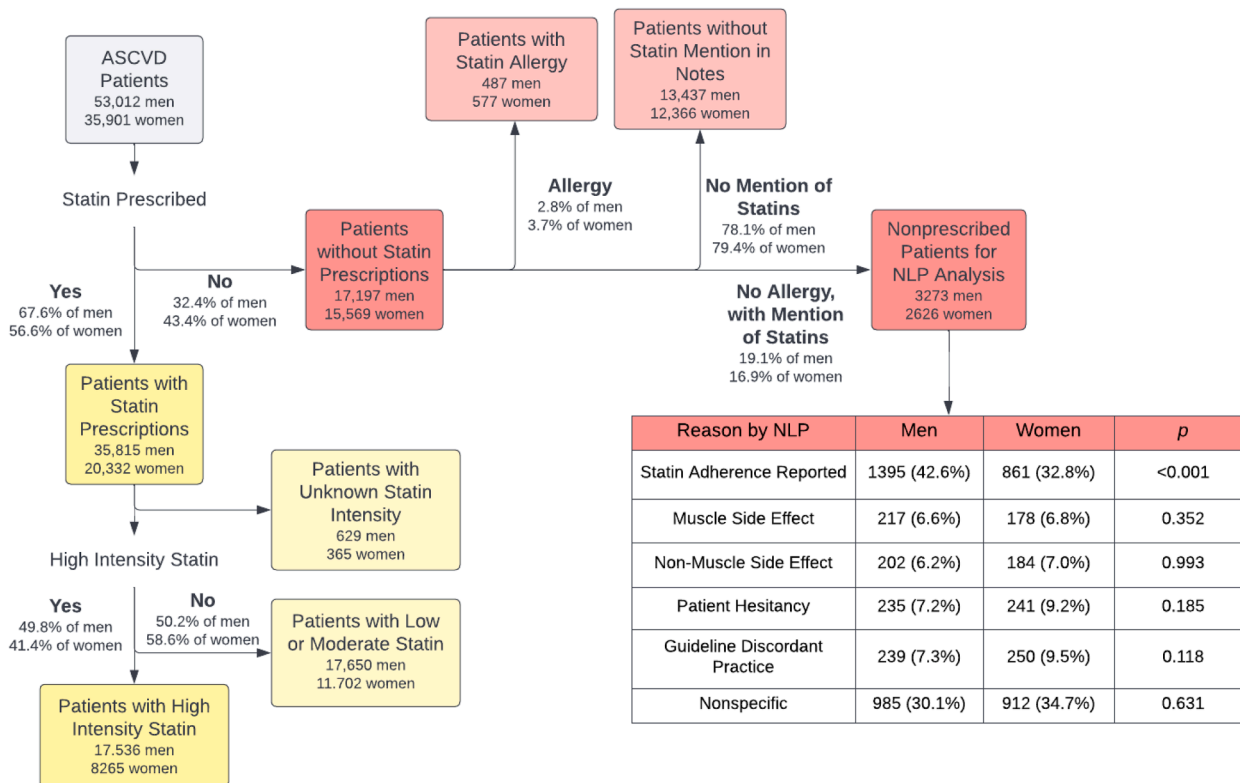 ASCVD
Patients
53,012 men
35,901 women
Statin Prescribed
Yes
67.6% of men
56.6% of women
No
32.4% of men
43.4% of women
Patients
without Statin
Prescriptions
17,197 men
15,569 women
Patients with
Statin Allergy
487 men
577 women
Allergy
2.8% of men
3.7% of women
Patients without
Statin Mention in
Notes
13,437 men
12,366 women
No Mention of
Statins
78.1% of men
79.4% of women
No Allergy,
with Mention
of Statins
19.1% of men
16.9% of women
Nonprescribed
Patients for
NLP Analysis
3273 men
2626 women
Patients with
Statin
Prescriptions
35,815 men
20,332 women
Patients with
Unknown Statin
Intensity
629 men
365 women
High Intensity Statin
Yes
49.8% of men
41.4% of women
No
50.2% of men
58.6% of women
Patients with Low
or Moderate Statin
17,650 men
11.702 women
Patients with High
Intensity Statin
17.536 men
8265 women
Reason by NLP Men Women p
Statin Adherence Reported 1395 (42.6%) 861 (32.8%) <0.001
Muscle Side Effect 217 (6.6%) 178 (6.8%) 0.352
Non-Muscle Side Effect 202 (6.2%) 184 (7.0%) 0.993
Patient Hesitancy 235 (7.2%) 241 (9.2%) 0.185
Guideline Discordant
Practice 239 (7.3%) 250 (9.5%) 0.118
Nonspecific 985 (30.1%) 912 (34.7%) 0.631